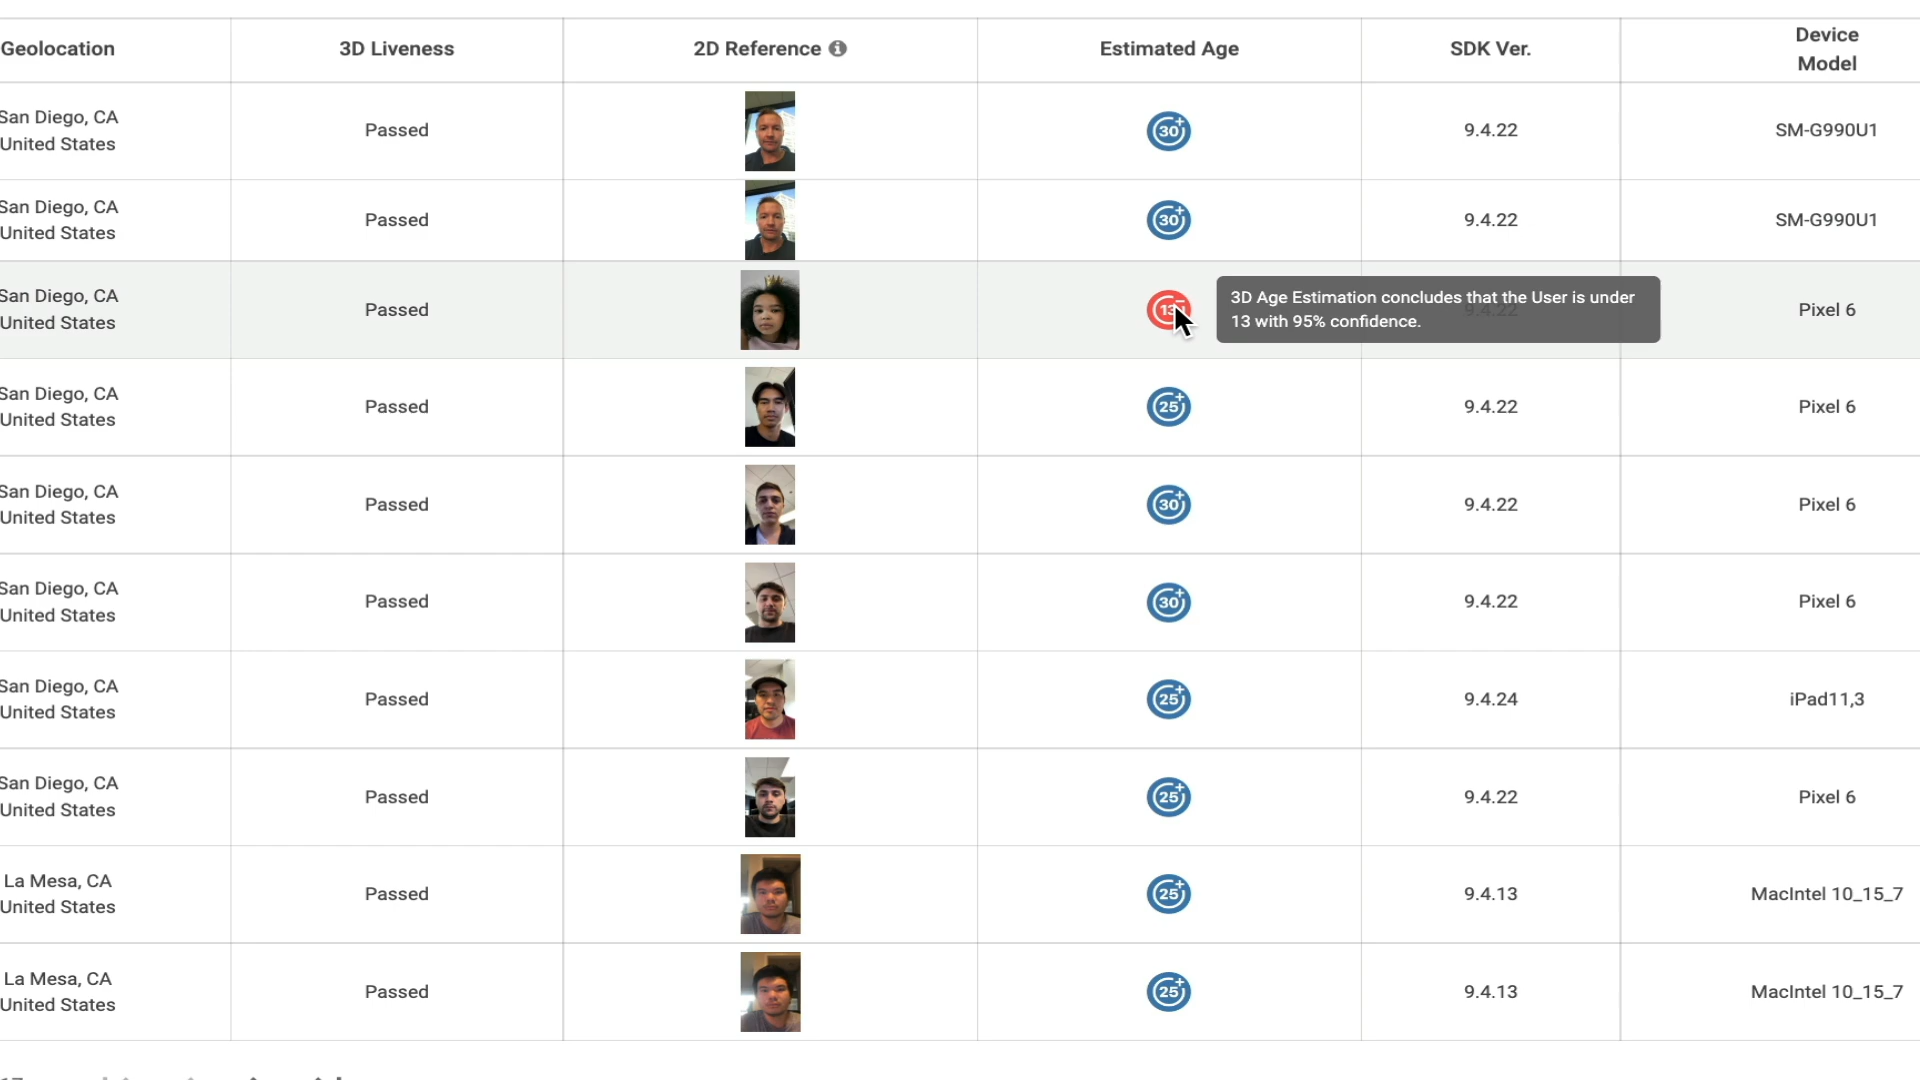 Geolocation
3D Liveness
2D Reference
Estimated Age
SDK Ver.
Device
Model
San Diego, CA
United States
Passed
30+
9.4.22
SM-G990U1
San Diego, CA
United States
Passed
30+
9.4.22
SM-G990U1
San Diego, CA
United States
Passed
13-
3D Age Estimation concludes that the User is under
13 with 95% confidence.
9.4.22
Pixel 6
San Diego, CA
United States
Passed
25+
9.4.22
Pixel 6
San Diego, CA
United States
Passed
30+
9.4.22
Pixel 6
San Diego, CA
United States
Passed
30+
9.4.22
Pixel 6
San Diego, CA
United States
Passed
25+
9.4.24
iPad11,3
San Diego, CA
United States
Passed
25+
9.4.22
Pixel 6
La Mesa, CA
United States
Passed
25+
9.4.13
MacIntel 10_15_7
La Mesa, CA
United States
Passed
25+
9.4.13
MacIntel 10_15_7